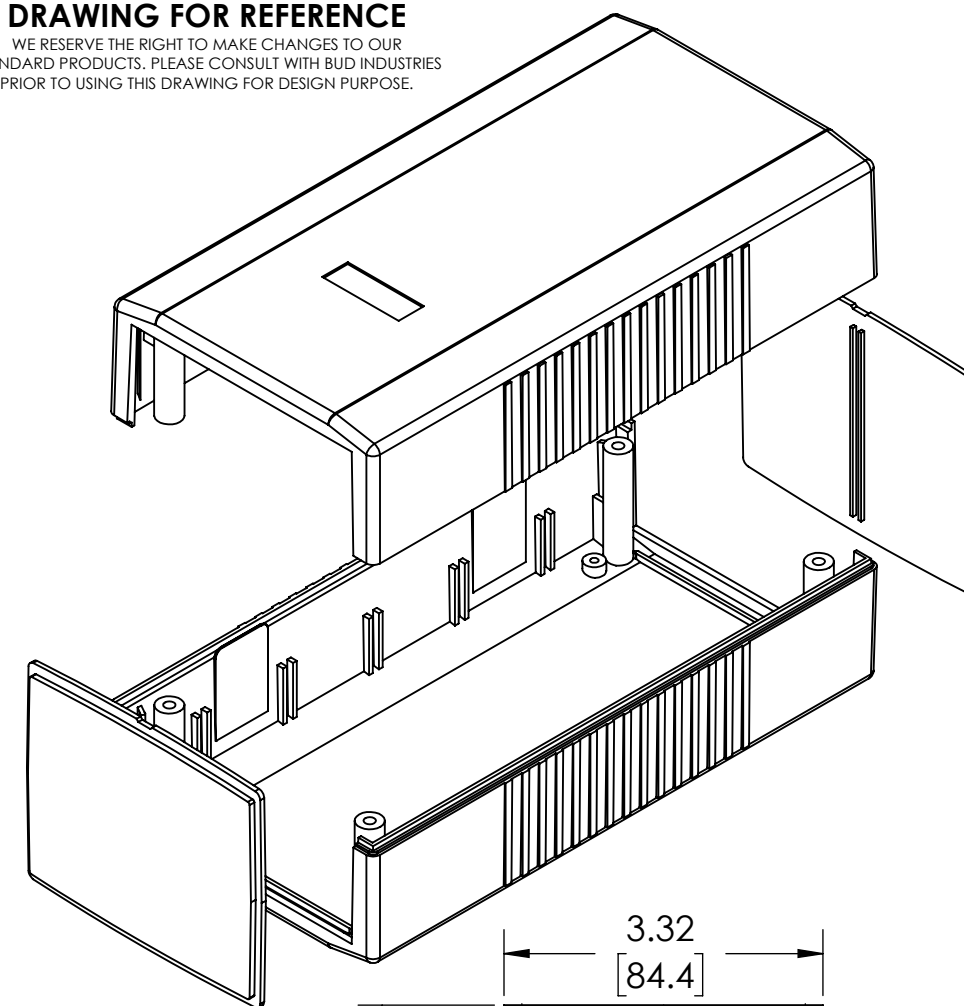 DRAWING FOR REFERENCE
WE RESERVE THE RIGHT TO MAKE CHANGES TO OUR
NDARD PRODUCTS. PLEASE CONSULT WITH BUD INDUSTRIES
PRIOR TO USING THIS DRAWING FOR DESIGN PURPOSE.
3.32
[84.4]